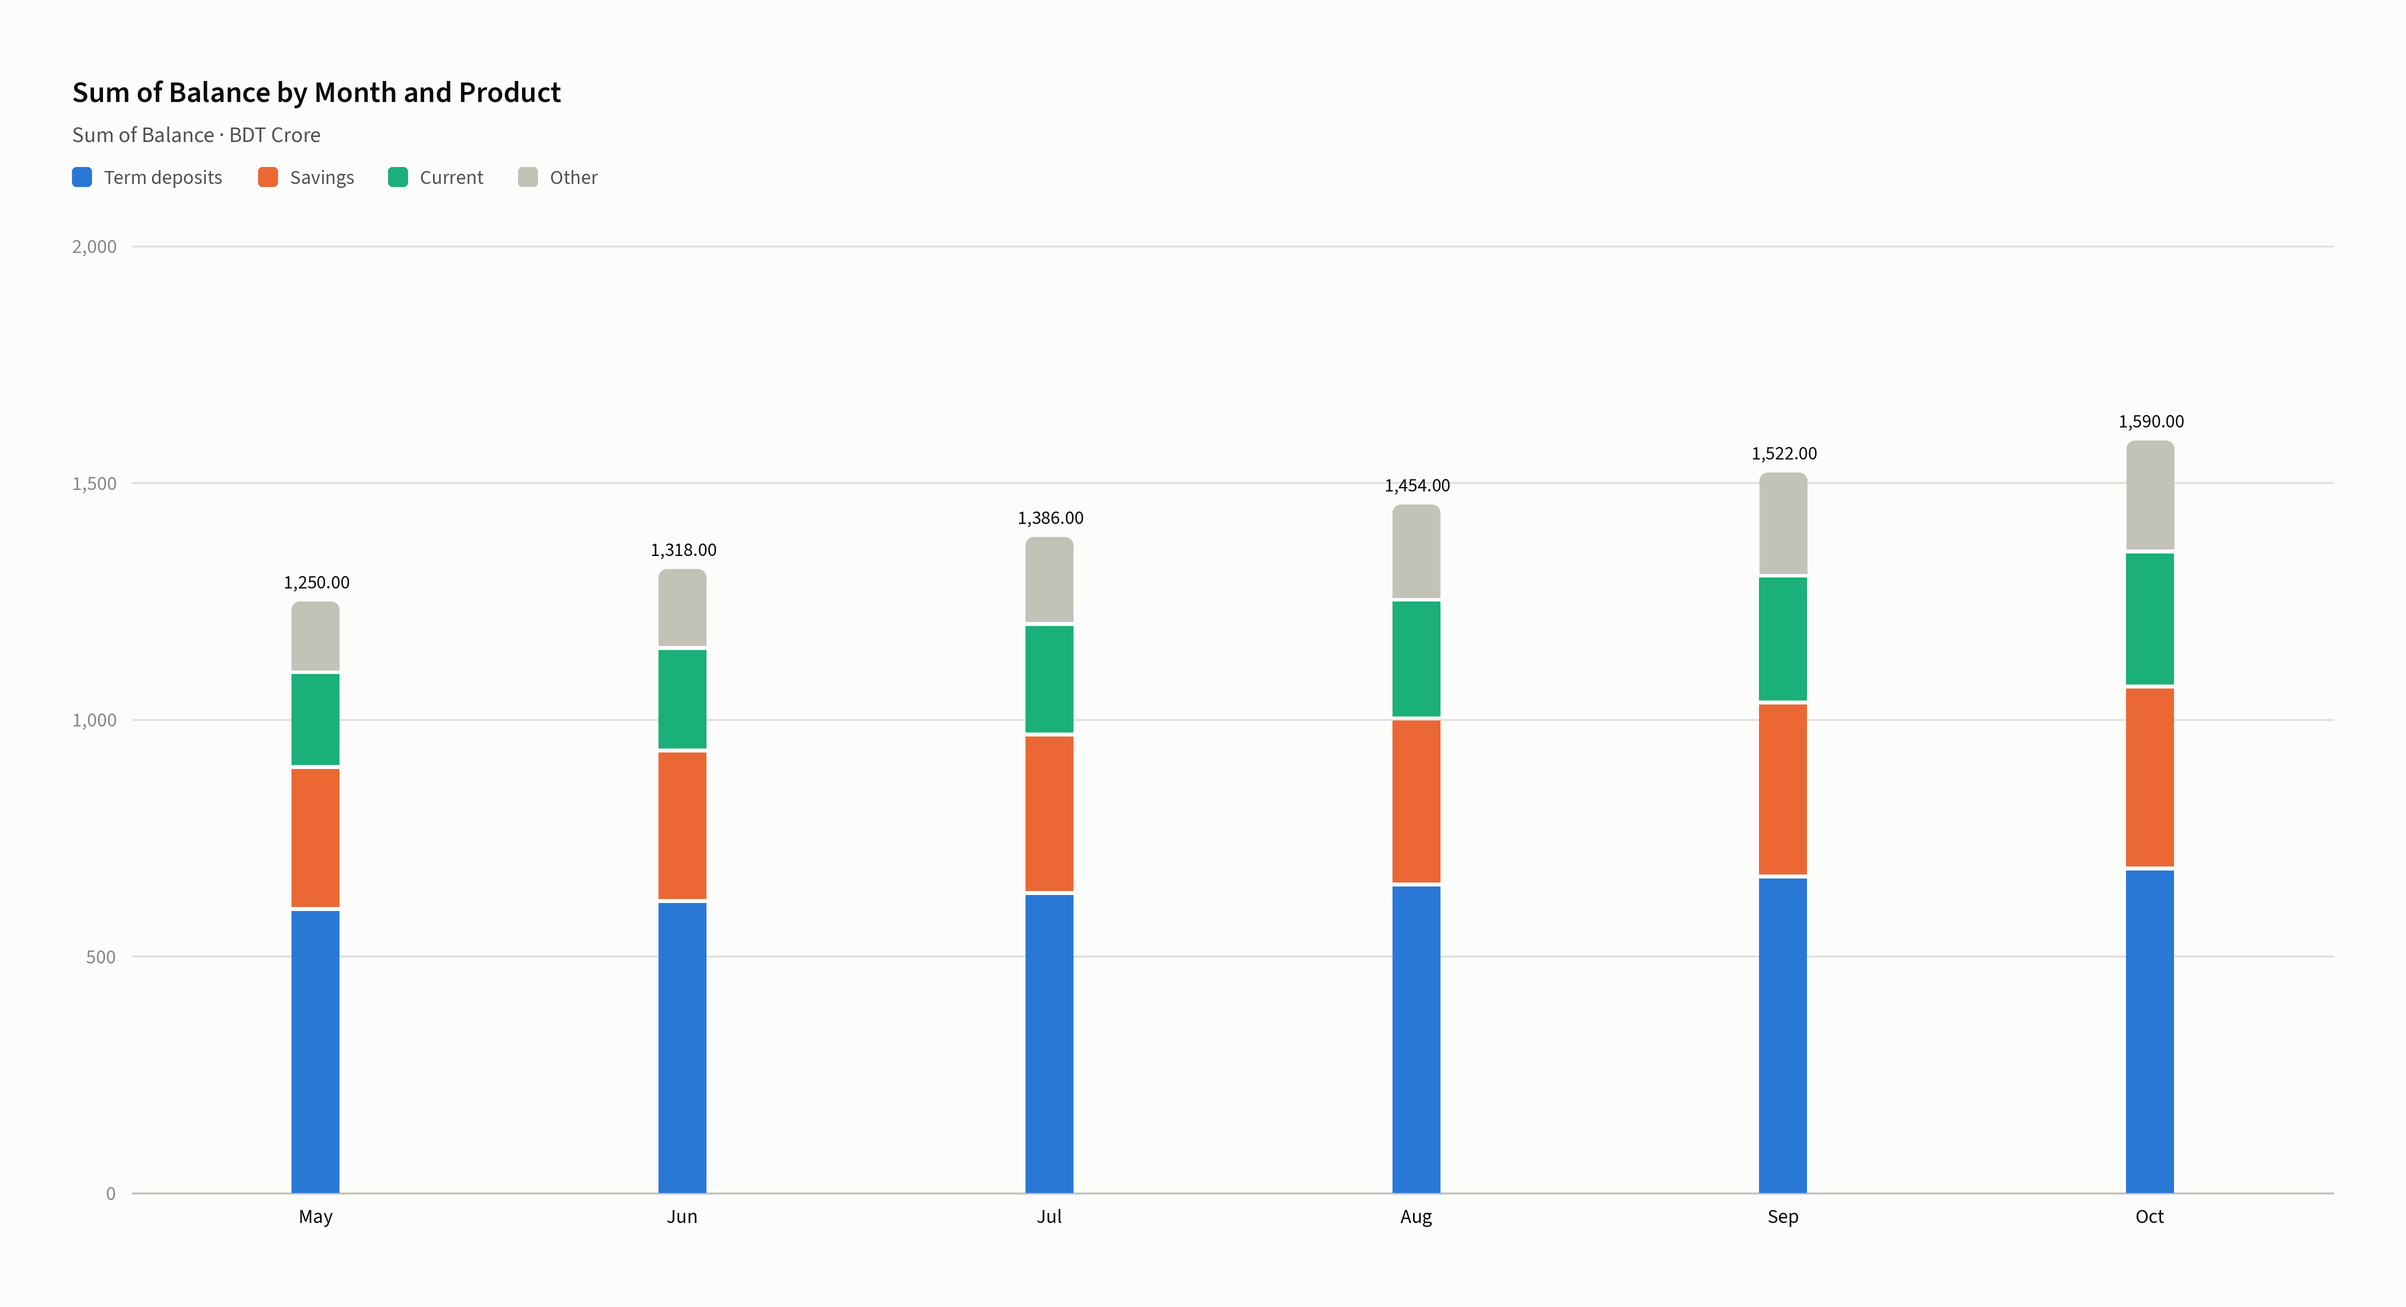 Sum of Balance by Month and Product
Sum of Balance · BDT Crore
Term deposits Savings Current Other
2,000
1,500
1,000
500
0
1,250.00 1,318.00 1,386.00 1,454.00 1,522.00 1,590.00
May Jun Jul Aug Sep Oct